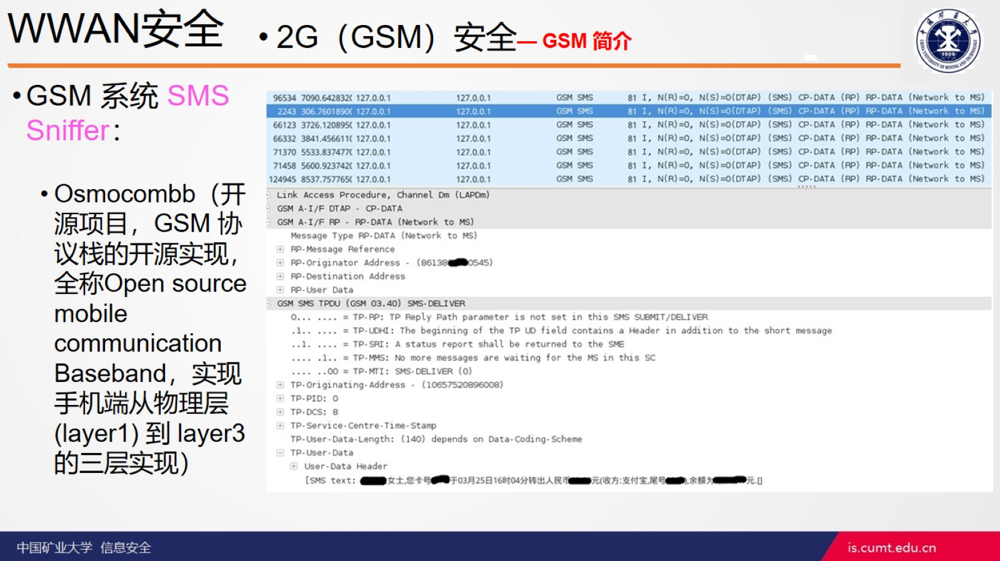 WWAN安全
• 2G（GSM）安全— GSM 简介
• GSM 系统 SMS
Sniffer：
• Osmocombb（开
源项目，GSM 协
议栈的开源实现，
全称Open source
mobile
communication
Baseband，实现
手机端从物理层
(layer1) 到 layer3
的三层实现）
96534 7090.6428320 127.0.0.1 127.0.0.1 GSM SMS 81 I, N(R)=0, N(S)=0(DTAP) (SMS) CP-DATA (RP) RP-DATA (Network to MS)
2243 306.76018900 127.0.0.1 127.0.0.1 GSM SMS 81 I, N(R)=0, N(S)=0(DTAP) (SMS) CP-DATA (RP) RP-DATA (Network to MS)
66123 3726.1208950 127.0.0.1 127.0.0.1 GSM SMS 81 I, N(R)=0, N(S)=0(DTAP) (SMS) CP-DATA (RP) RP-DATA (Network to MS)
66332 3841.4566110 127.0.0.1 127.0.0.1 GSM SMS 81 I, N(R)=0, N(S)=0(DTAP) (SMS) CP-DATA (RP) RP-DATA (Network to MS)
71370 5533.8374770 127.0.0.1 127.0.0.1 GSM SMS 81 I, N(R)=0, N(S)=0(DTAP) (SMS) CP-DATA (RP) RP-DATA (Network to MS)
71458 5600.9237420 127.0.0.1 127.0.0.1 GSM SMS 81 I, N(R)=0, N(S)=0(DTAP) (SMS) CP-DATA (RP) RP-DATA (Network to MS)
124945 8537.7577650 127.0.0.1 127.0.0.1 GSM SMS 81 I, N(R)=0, N(S)=0(DTAP) (SMS) CP-DATA (RP) RP-DATA (Network to MS)
Link Access Procedure, Channel Dm (LAPDm)
GSM A-I/F DTAP - CP-DATA
GSM A-I/F RP - RP-DATA (Network to MS)
Message Type RP-DATA (Network to MS)
RP-Message Reference
RP-Originator Address - (86138 0545)
RP-Destination Address
RP-User Data
GSM SMS TPDU (GSM 03.40) SMS-DELIVER
0... .... = TP-RP: TP Reply Path parameter is not set in this SMS SUBMIT/DELIVER
.1.. .... = TP-UDHI: The beginning of the TP UD field contains a Header in addition to the short message
..1. .... = TP-SRI: A status report shall be returned to the SME
.... .1.. = TP-MMS: No more messages are waiting for the MS in this SC
.... ..00 = TP-MTI: SMS-DELIVER (0)
TP-Originating-Address - (10657520896008)
TP-PID: 0
TP-DCS: 8
TP-Service-Centre-Time-Stamp
TP-User-Data-Length: (140) depends on Data-Coding-Scheme
TP-User-Data
User-Data Header
[SMS text: 女士,您卡号 于03月25日16时04分转出人民币 元(收方:支付宝,尾号 ),余额为 元.[]
中国矿业大学 信息安全
is.cumt.edu.cn
中国矿业大学
CHINA UNIVERSITY OF MINING AND TECHNOLOGY
1909